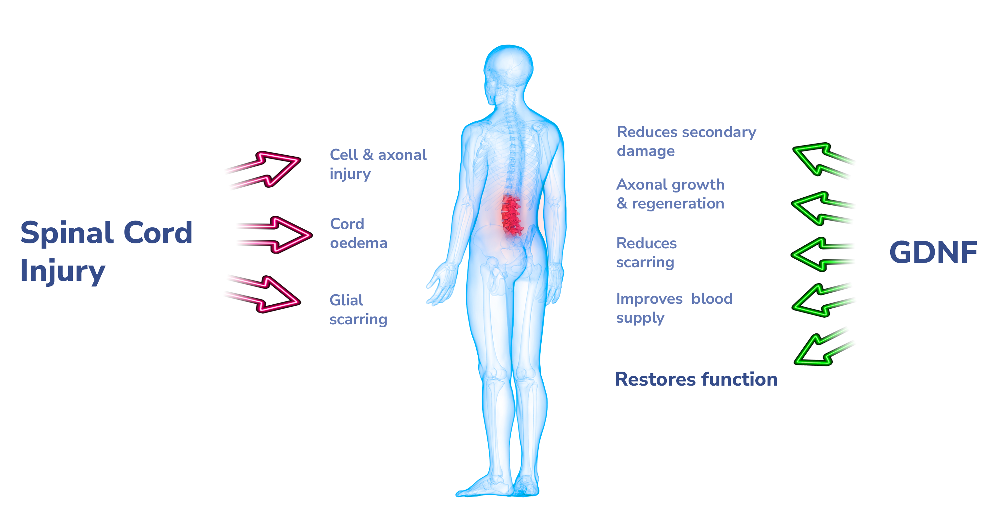 Spinal Cord
Injury
Cell & axonal
injury
Cord
oedema
Glial
scarring
Reduces secondary
damage
Axonal growth
& regeneration
Reduces
scarring
Improves  blood
supply
Restores function
GDNF